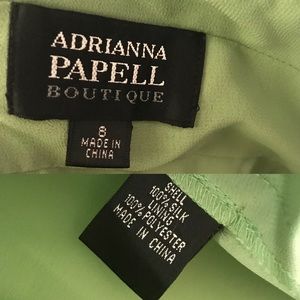 ADRIANNA
PAPELL
BOUTIQUE
8
MADE IN
CHINA
SHELL
100% SILK
LINING
100% POLYESTER
MADE IN CHINA